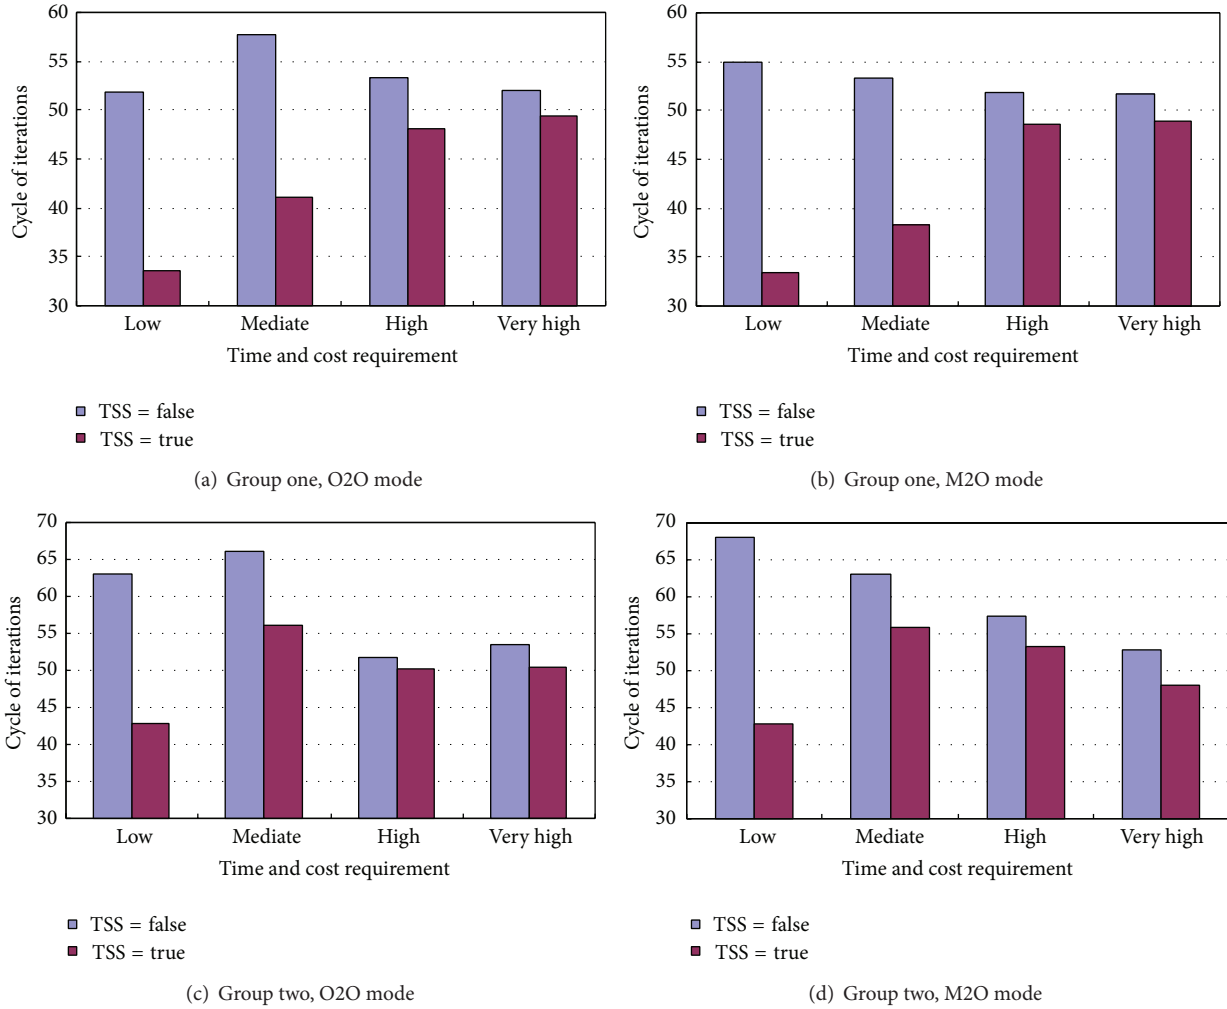 60
55
50
45
40
35
30
Cycle of iterations
Low Mediate High Very high
Time and cost requirement
TSS = false
TSS = true
(a) Group one, O2O mode
60
55
50
45
40
35
30
Cycle of iterations
Low Mediate High Very high
Time and cost requirement
TSS = false
TSS = true
(b) Group one, M2O mode
70
65
60
55
50
45
40
35
30
Cycle of iterations
Low Mediate High Very high
Time and cost requirement
TSS = false
TSS = true
(c) Group two, O2O mode
70
65
60
55
50
45
40
35
30
Cycle of iterations
Low Mediate High Very high
Time and cost requirement
TSS = false
TSS = true
(d) Group two, M2O mode